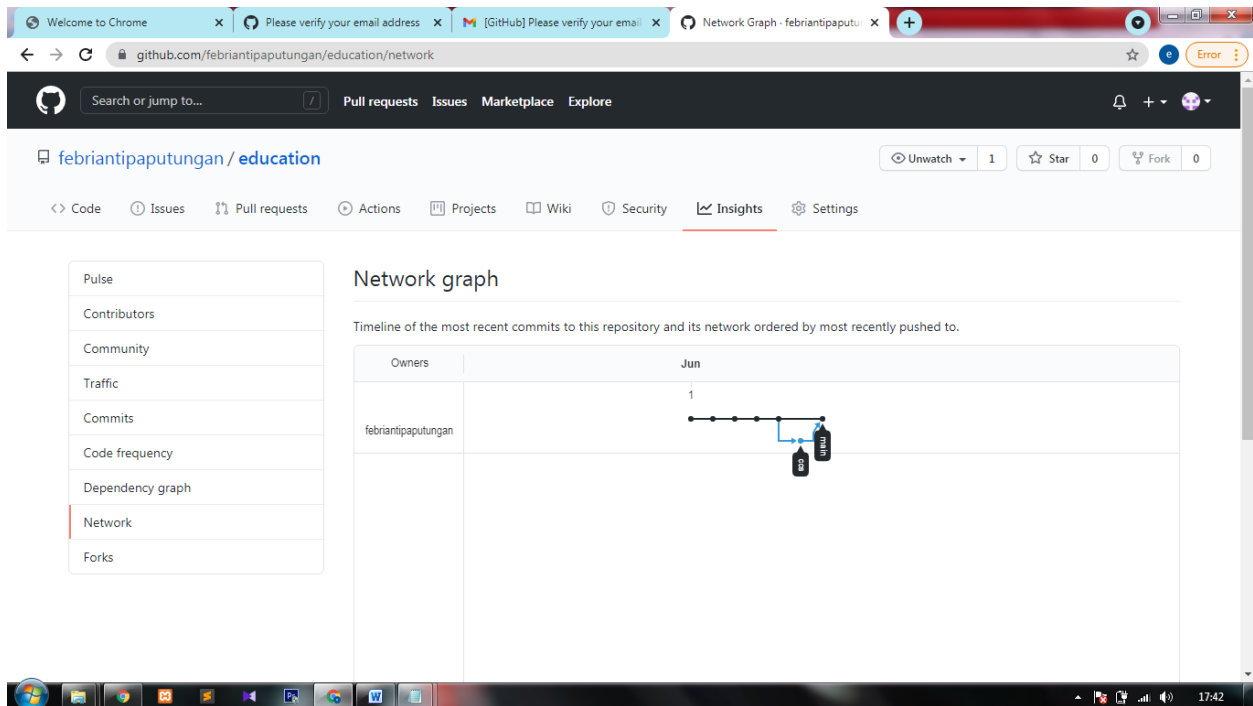 Welcome to Chrome
Please verify your email address
[GitHub] Please verify your email
Network Graph · febriantipaputu
github.com/febriantipaputungan/education/network
e
Error
Search or jump to...
/
Pull requests Issues Marketplace Explore
febriantipaputungan / education
Unwatch 1
Star 0
Fork 0
Code
Issues
Pull requests
Actions
Projects
Wiki
Security
Insights
Settings
Pulse
Contributors
Community
Traffic
Commits
Code frequency
Dependency graph
Network
Forks
Network graph
Timeline of the most recent commits to this repository and its network ordered by most recently pushed to.
Owners
Jun
1
febriantipaputungan
main
17:42